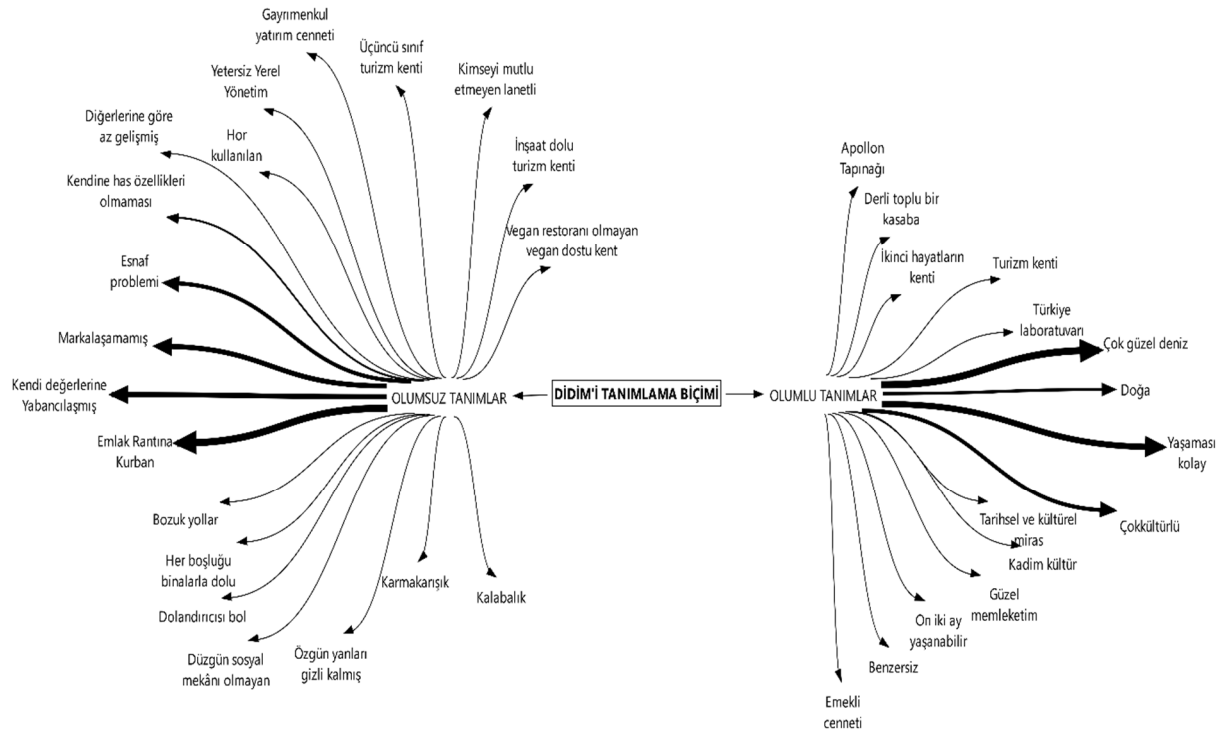 Gayrımenkul
yatırım cenneti
Üçüncü sınıf
turizm kenti
Kimseyi mutlu
etmeyen lanetli
Yetersiz Yerel
Yönetim
Diğerlerine göre
az gelişmiş
Hor
kullanılan
İnşaat dolu
turizm kenti
Kendine has özellikleri
olmaması
Vegan restoranı olmayan
vegan dostu kent
Esnaf
problemi
Markalaşamamış
Kendi değerlerine
Yabancılaşmış
Emlak Rantına
Kurban
OLUMSUZ TANIMLAR
Bozuk yollar
Her boşluğu
binalarla dolu
Dolandırıcısı bol
Düzgün sosyal
mekânı olmayan
Özgün yanları
gizli kalmış
Karmakarışık
Kalabalık
DİDİM'İ TANIMLAMA BİÇİMİ
OLUMLU TANIMLAR
Apollon
Tapınağı
Derli toplu bir
kasaba
İkinci hayatların
kenti
Turizm kenti
Türkiye
laboratuvarı
Çok güzel deniz
Doğa
Yaşaması
kolay
Çokkültürlü
Tarihsel ve kültürel
miras
Kadim kültür
Güzel
memleketim
On iki ay
yaşanabilir
Benzersiz
Emekli
cenneti